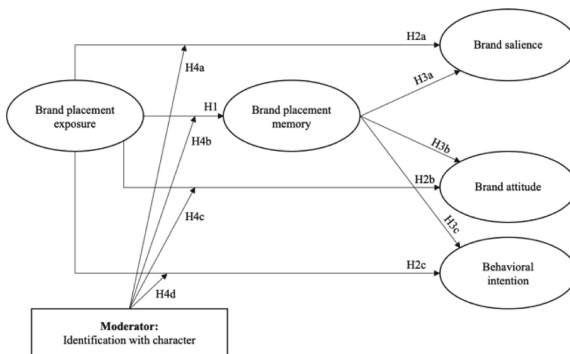 H2a
Brand salience
H4a
H3a
Brand placement
exposure
H1
Brand placement
memory
H4b
H3b
H2b
Brand attitude
H4c
H3c
H2c
Behavioral
intention
H4d
Moderator:
Identification with character